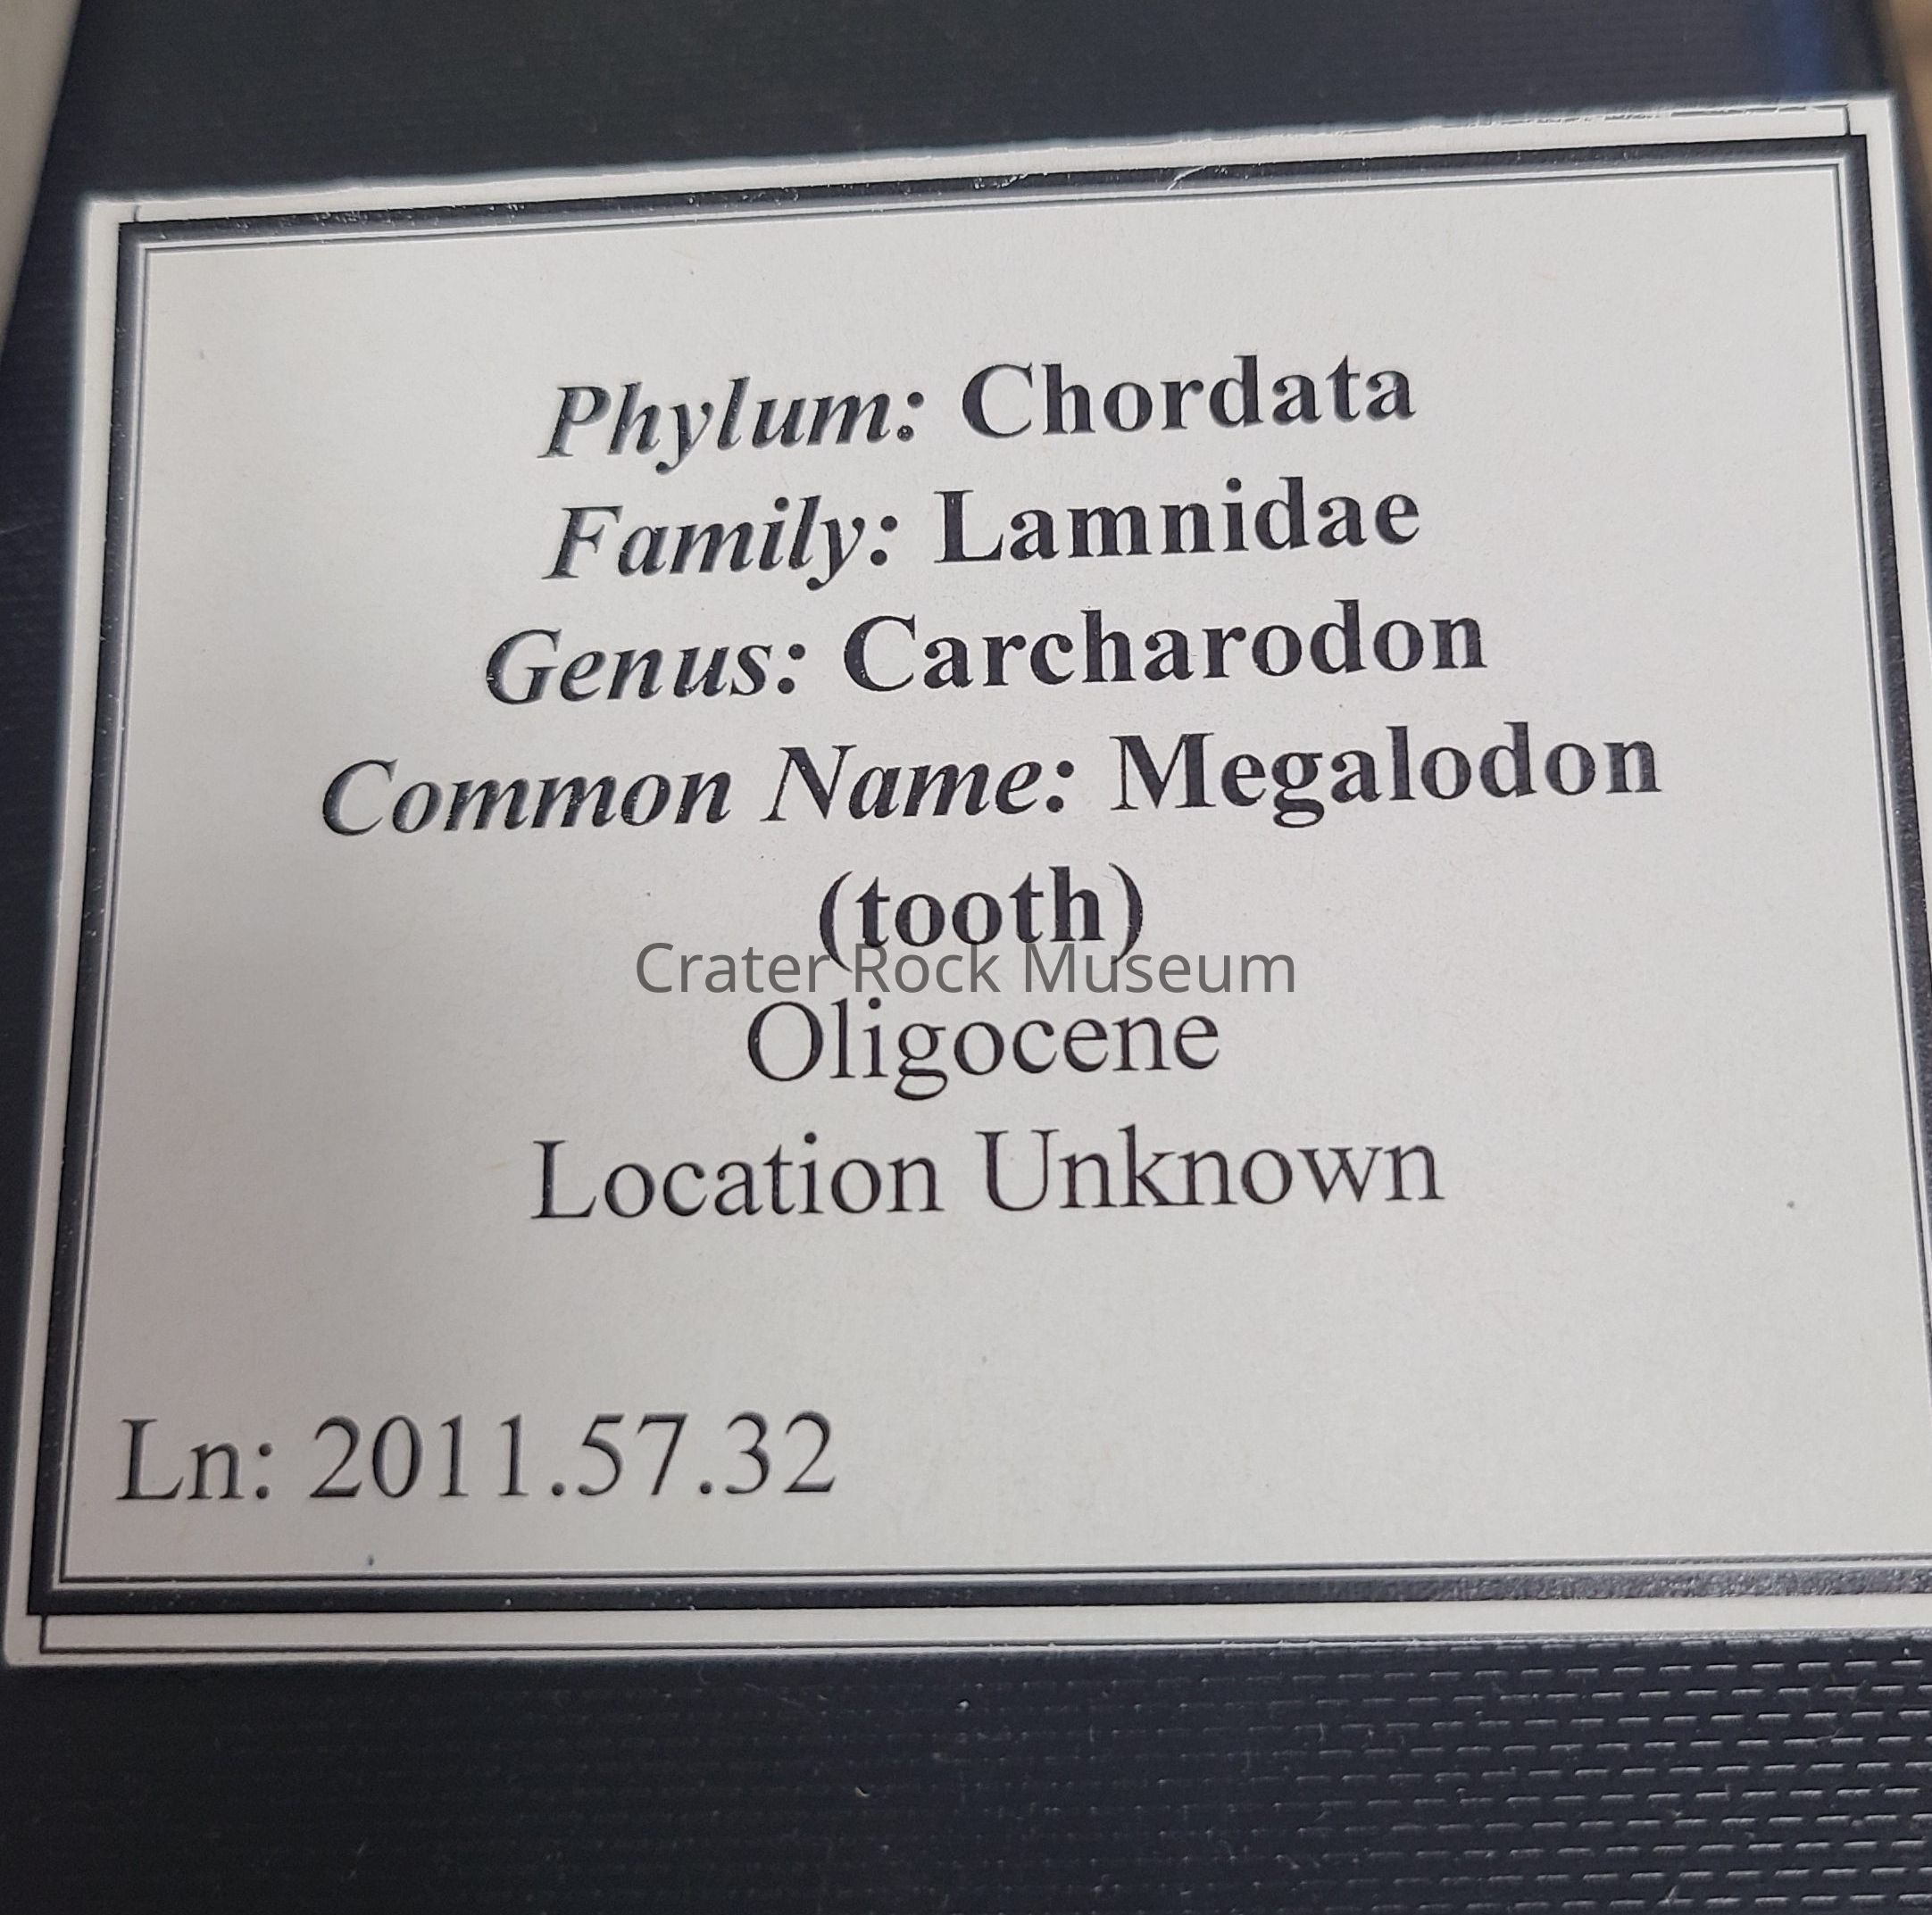 Phylum: Chordata
Family: Lamnidae
Genus: Carcharodon
Common Name: Megalodon
(tooth)
Crater Rock Museum
Oligocene
Location Unknown
Ln: 2011.57.32